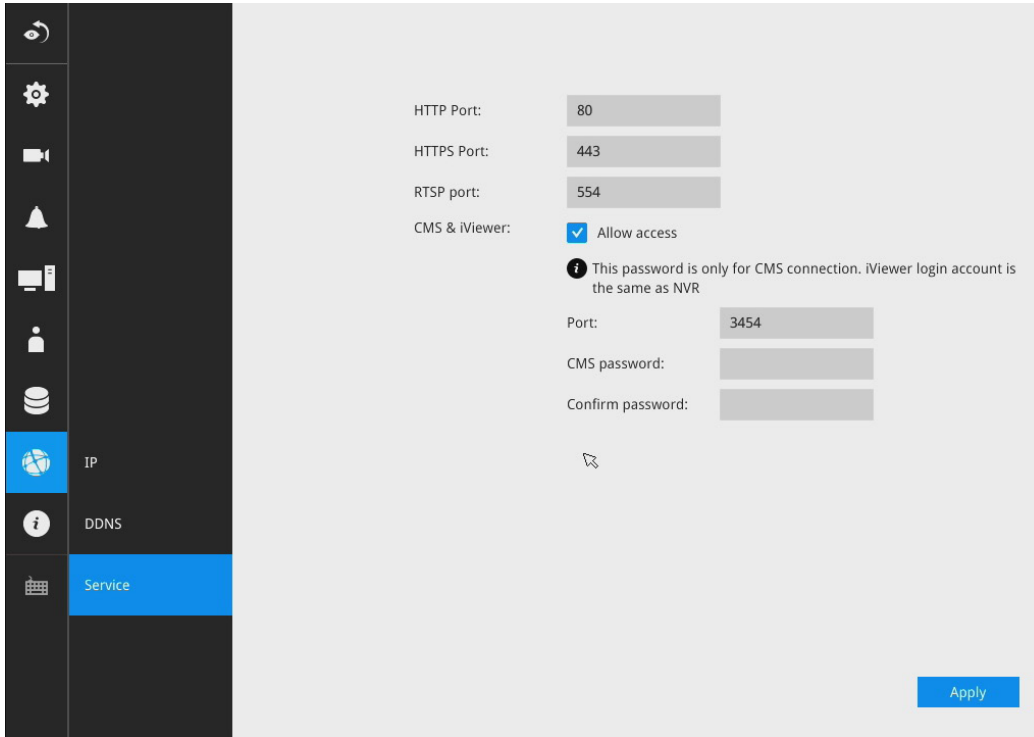 HTTP Port: 80
HTTPS Port: 443
RTSP port: 554
CMS & iViewer: Allow access
This password is only for CMS connection. iViewer login account is
the same as NVR
Port: 3454
CMS password:
Confirm password:
IP
DDNS
Service
Apply